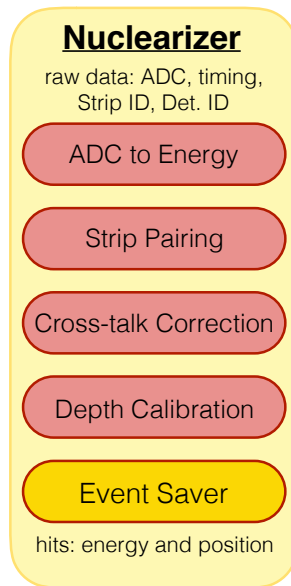 Nuclearizer
raw data: ADC, timing,
Strip ID, Det. ID
ADC to Energy
Strip Pairing
Cross-talk Correction
Depth Calibration
Event Saver
hits: energy and position